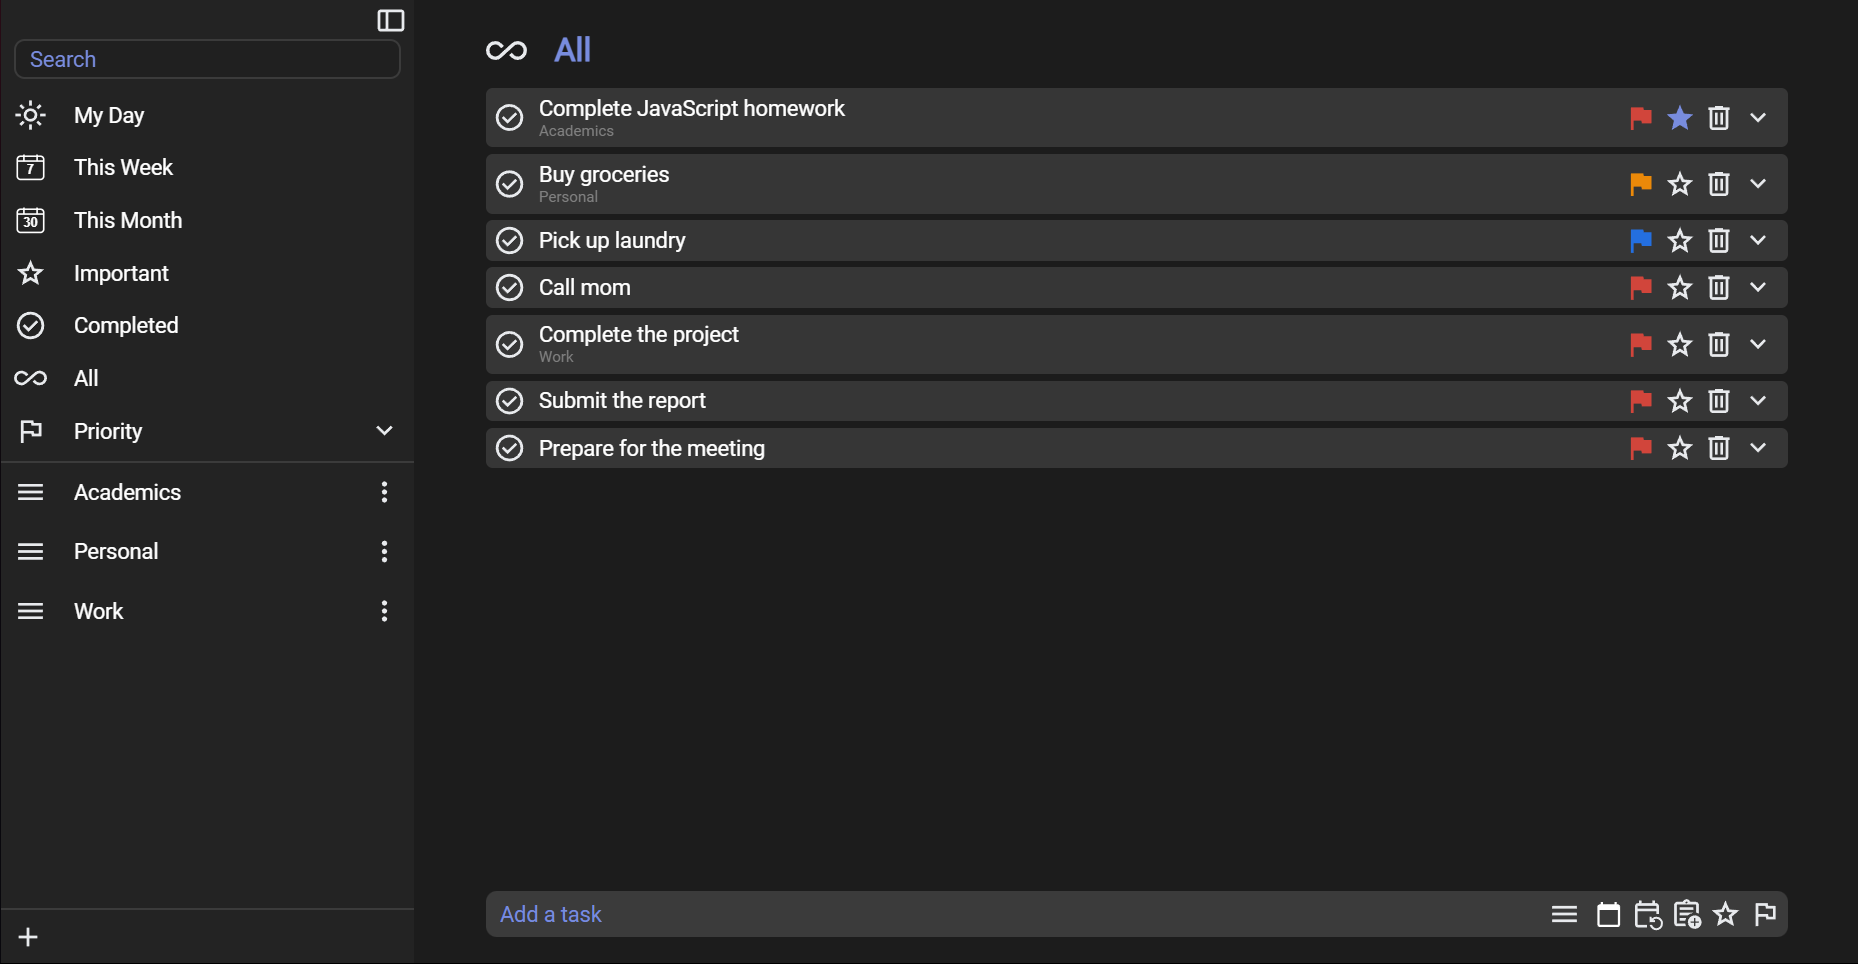 Search
My Day
7
This Week
30
This Month
Important
Completed
All
Priority
Academics
Personal
Work
All
Complete JavaScript homework
Academics
Buy groceries
Personal
Pick up laundry
Call mom
Complete the project
Work
Submit the report
Prepare for the meeting
Add a task